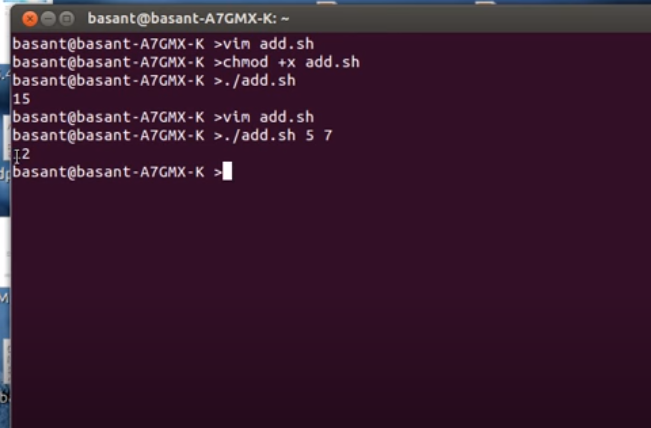 basant@basant-A7GMX-K: ~
basant@basant-A7GMX-K >vim add.sh
basant@basant-A7GMX-K >chmod +x add.sh
basant@basant-A7GMX-K >./add.sh
15
basant@basant-A7GMX-K >vim add.sh
basant@basant-A7GMX-K >./add.sh 5 7
12
basant@basant-A7GMX-K >